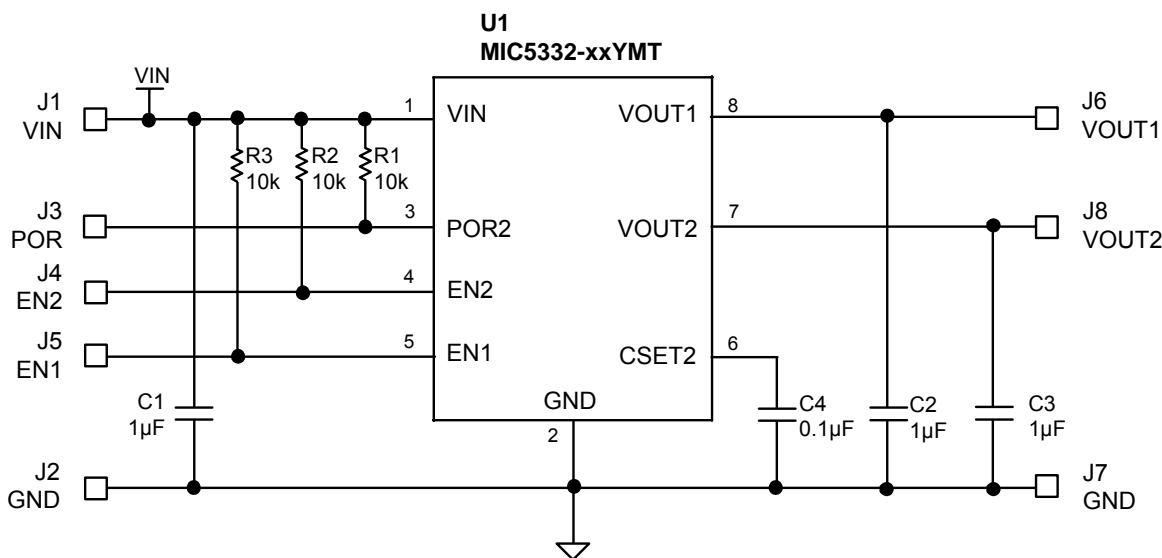 U1
MIC5332-xxYMT
VIN
J1
VIN
1
VIN
VOUT1
8
J6
VOUT1
R3
10k
R2
10k
R1
10k
J3
POR
3
POR2
VOUT2
7
J8
VOUT2
J4
EN2
4
EN2
J5
EN1
5
EN1
CSET2
6
C1
1µF
GND
2
C4
0.1µF
C2
1µF
C3
1µF
J2
GND
J7
GND